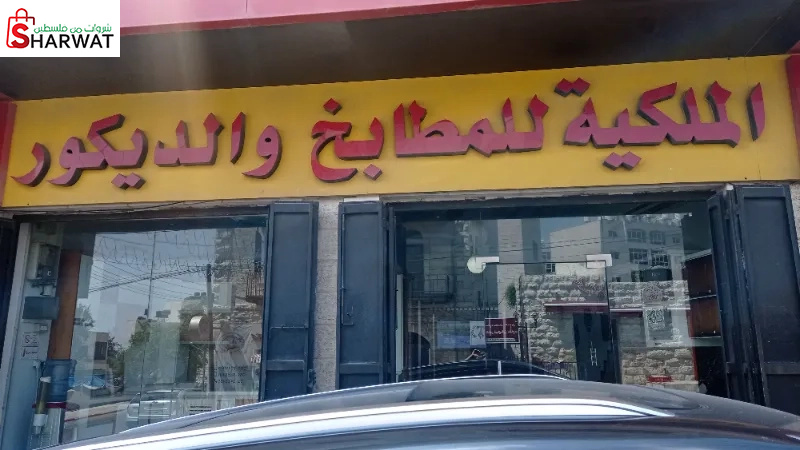 شروات من فلسطين
SHARWAT
الملكية للمطابخ والديكور